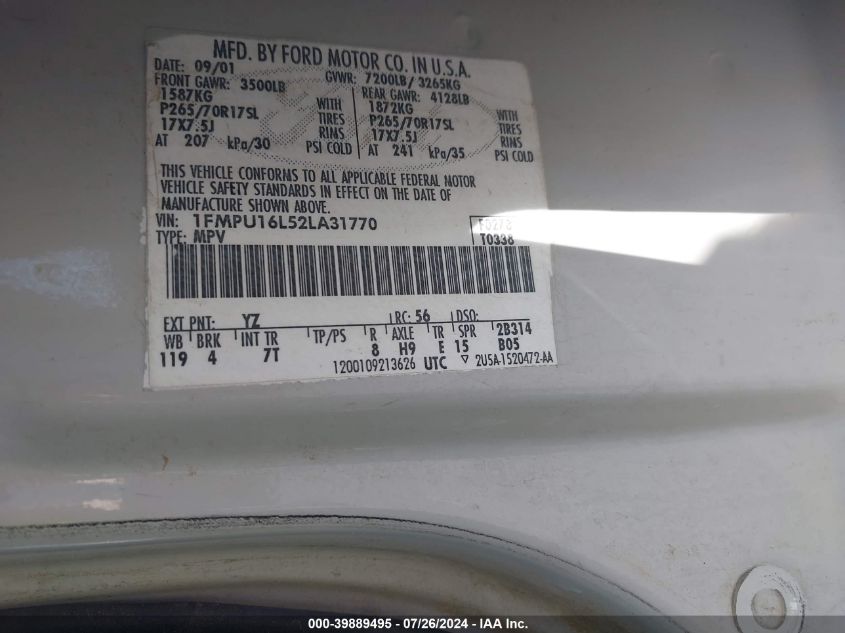 MFD. BY FORD MOTOR CO. IN U.S.A.
DATE: 09/01 GVWR: 7200LB/ 3265KG
FRONT GAWR: 3500LB REAR GAWR: 4128LB
1587KG 1872KG
P265/70R17SL WITH P265/70R17SL WITH
17X7.5J TIRES 17X7.5J TIRES
RIMS RIMS
AT 207 kPa/30 PSI COLD AT 241 kPa/35 PSI COLD
THIS VEHICLE CONFORMS TO ALL APPLICABLE FEDERAL MOTOR
VEHICLE SAFETY STANDARDS IN EFFECT ON THE DATE OF
MANUFACTURE SHOWN ABOVE.
VIN: 1FMPU16L52LA31770 F0278
TYPE: MPV T0338
EXT PNT: YZ RC: 56 DSO:
WB BRK INT TR TP/PS R AXLE TR SPR 2B314
119 4 7T 8 H9 E 15 B05
1200109213626 UTC 2U5A-1520472-AA
000-39889495 - 07/26/2024 - IAAI.com